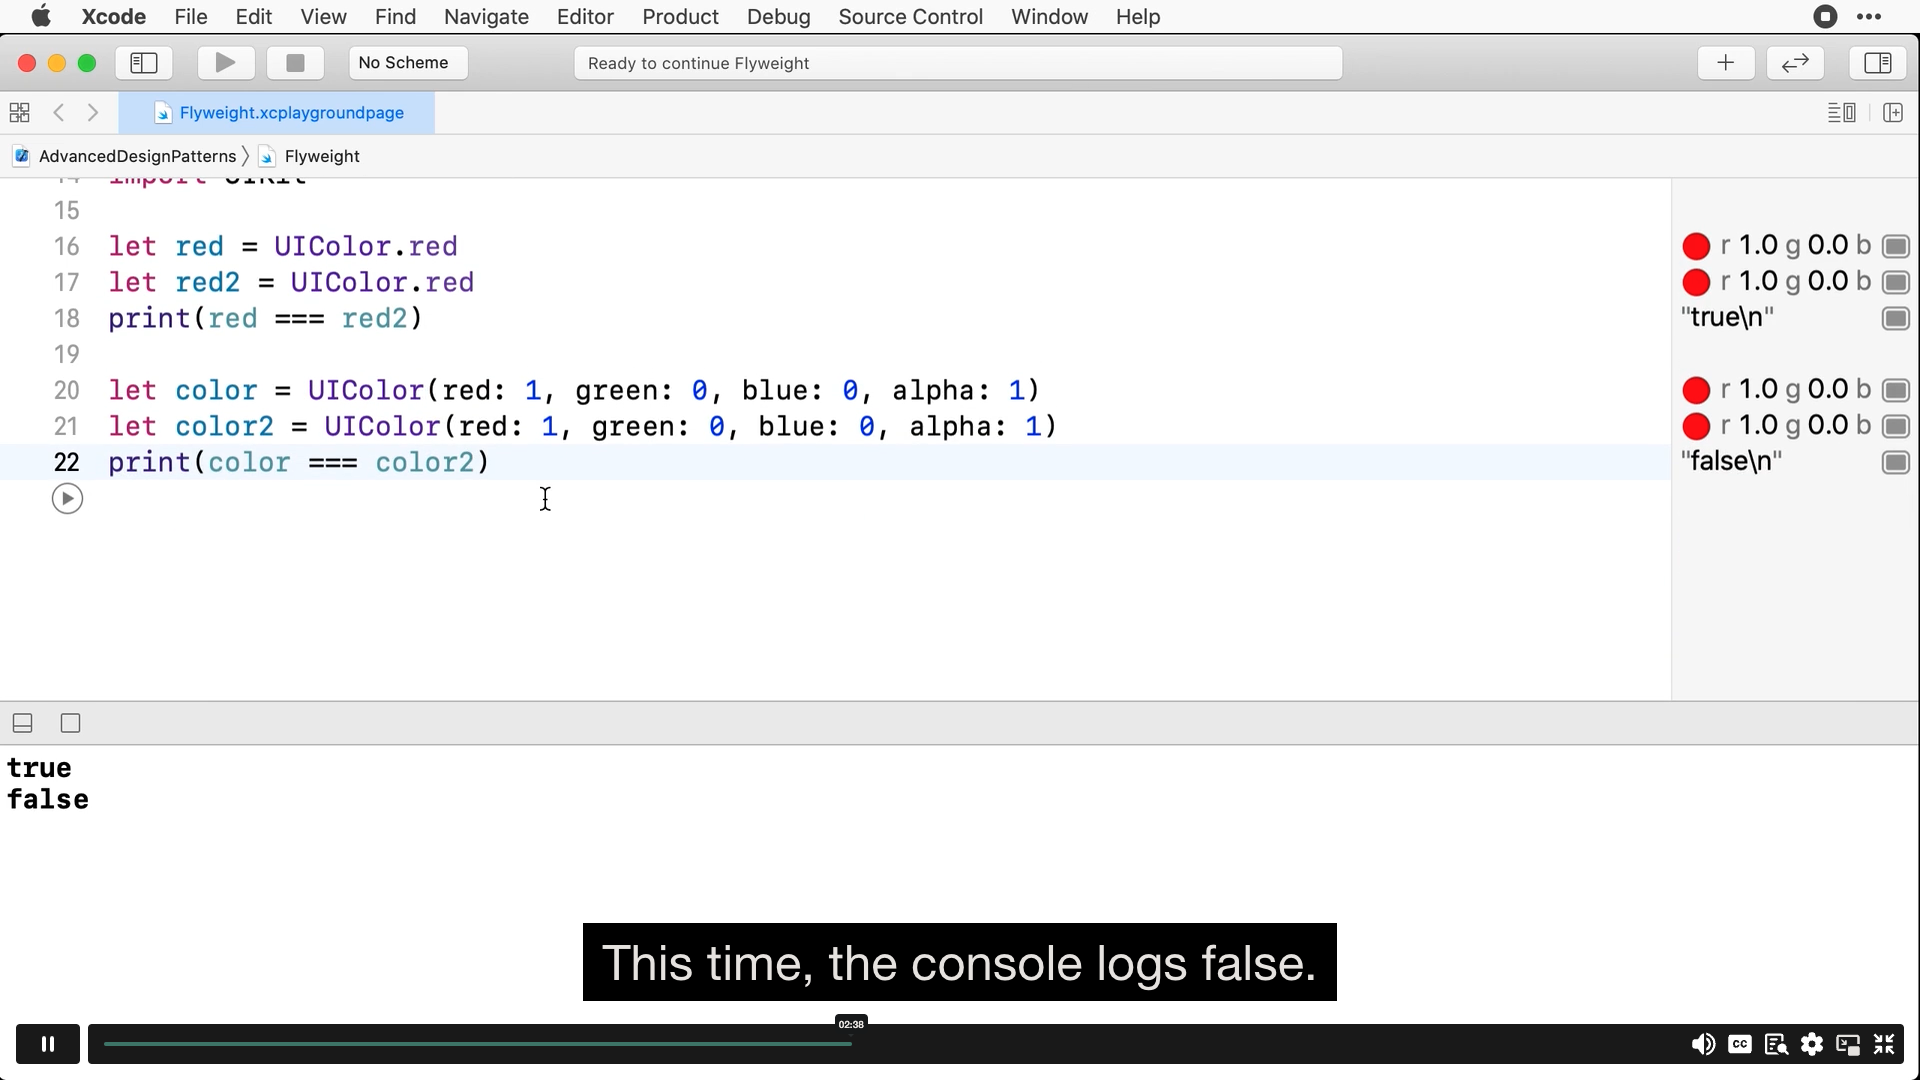 Xcode File Edit View Find Navigate Editor Product Debug Source Control Window Help
No Scheme
Ready to continue Flyweight
Flyweight.xcplaygroundpage
AdvancedDesignPatterns 〉 Flyweight
14 import UIKit
15
16 let red = UIColor.red
r 1.0 g 0.0 b
17 let red2 = UIColor.red
r 1.0 g 0.0 b
18 print(red === red2)
"true\n"
19
20 let color = UIColor(red: 1, green: 0, blue: 0, alpha: 1)
r 1.0 g 0.0 b
21 let color2 = UIColor(red: 1, green: 0, blue: 0, alpha: 1)
r 1.0 g 0.0 b
22 print(color === color2)
"false\n"
true
false
This time, the console logs false.
02:38
CC